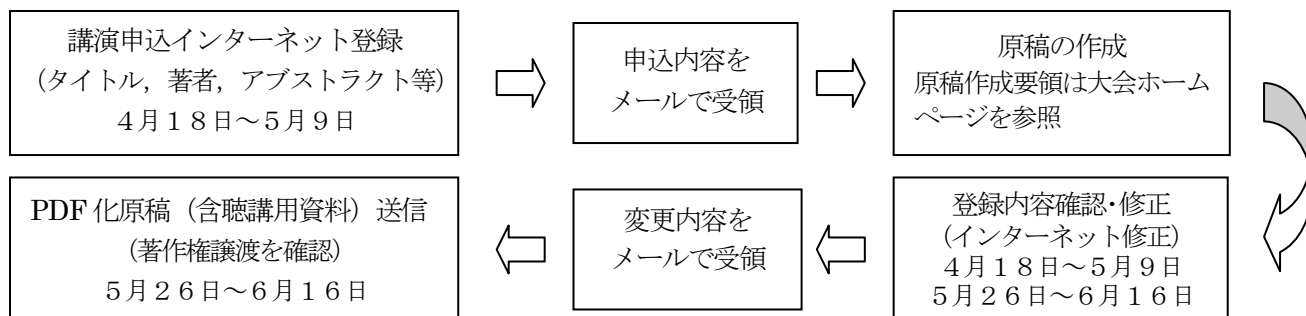 講演申込インターネット登録
（タイトル，著者，アブストラクト等）
４月１８日～５月９日
申込内容を
メールで受領
原稿の作成
原稿作成要領は大会ホーム
ページを参照
登録内容確認・修正
（インターネット修正）
４月１８日～５月９日
５月２６日～６月１６日
変更内容を
メールで受領
PDF 化原稿（含聴講用資料）送信
（著作権譲渡を確認）
５月２６日～６月１６日